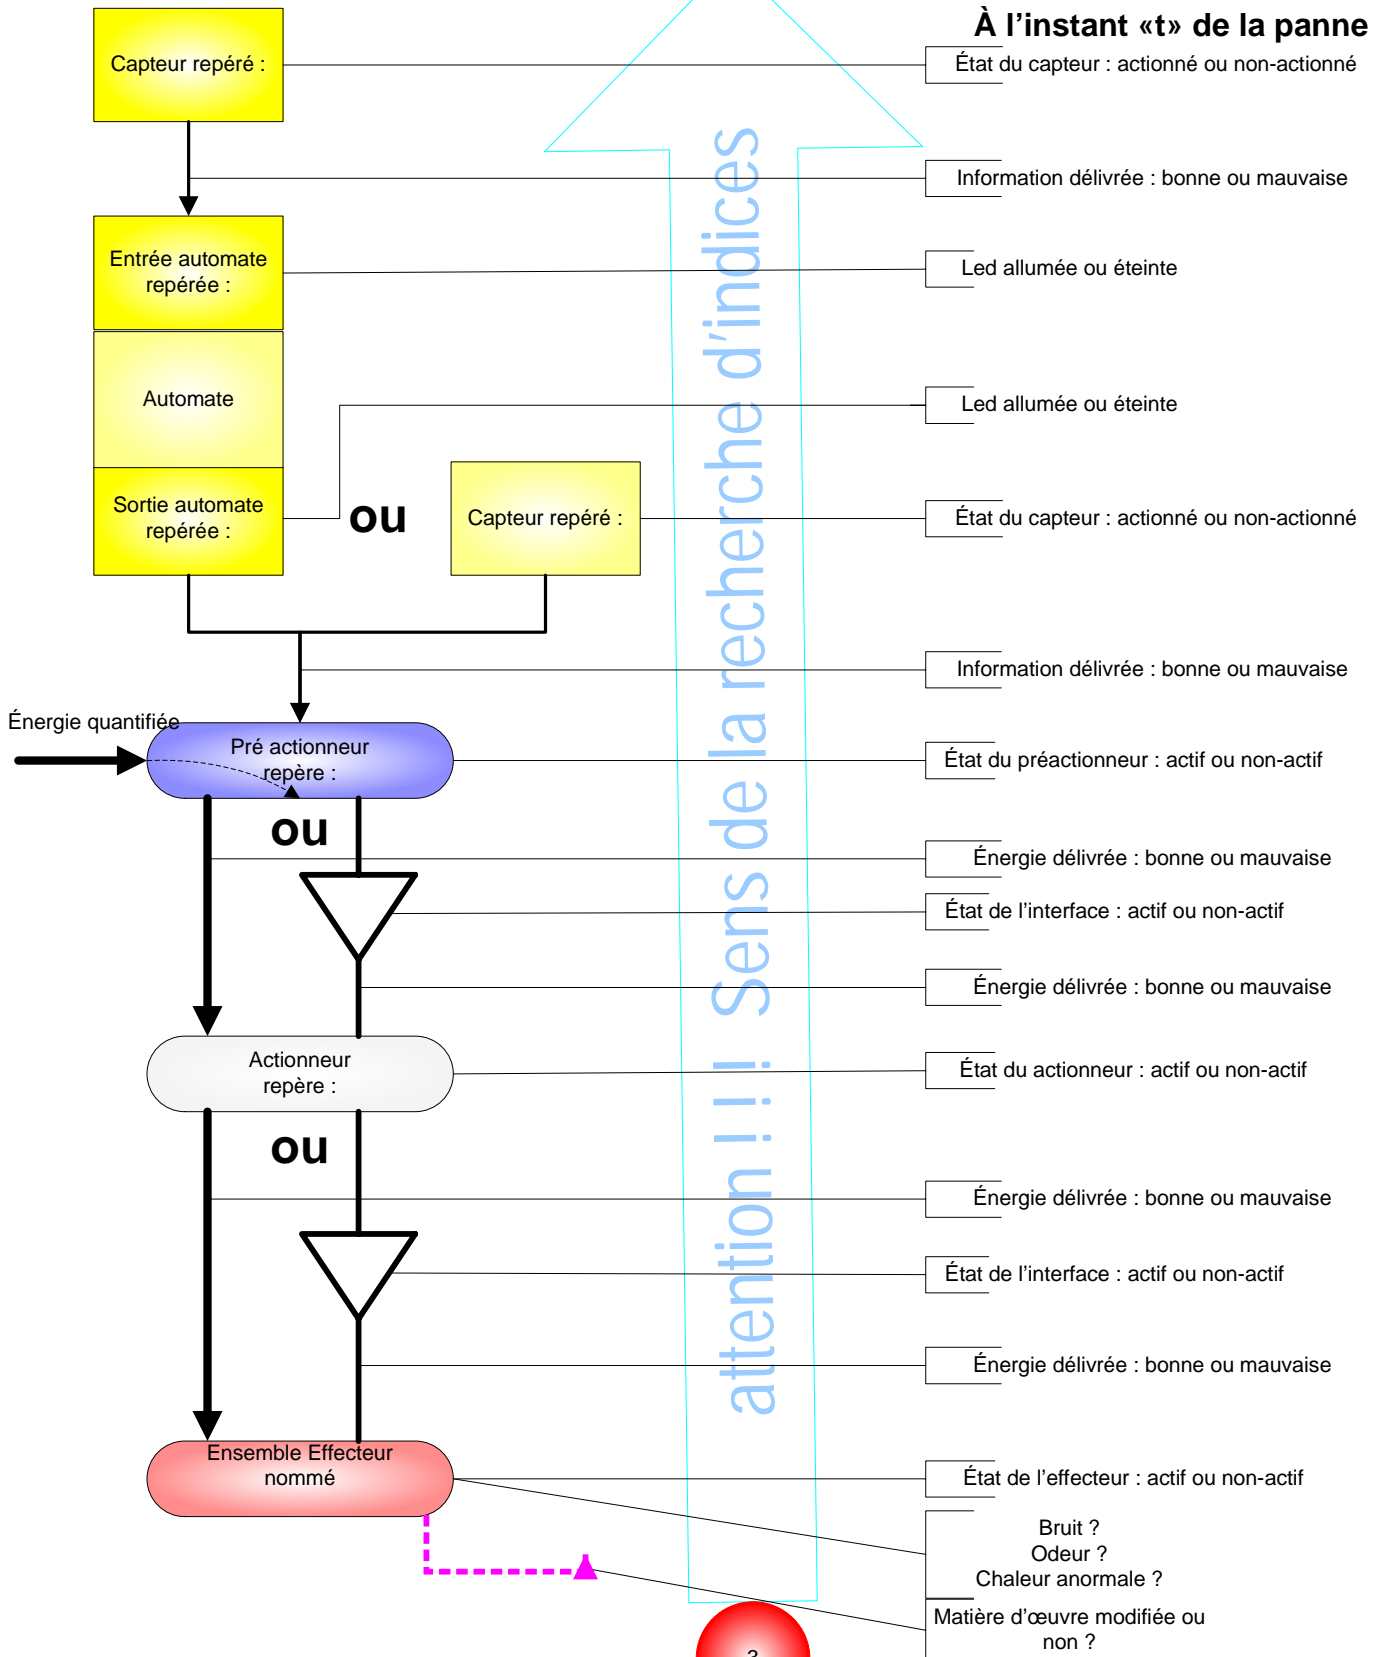 À l’instant «t» de la panne
Capteur repéré :
État du capteur : actionné ou non-actionné
Information délivrée : bonne ou mauvaise
Entrée automate
repérée :
Led allumée ou éteinte
Automate
Led allumée ou éteinte
Sortie automate
repérée :
ou
Capteur repéré :
État du capteur : actionné ou non-actionné
Information délivrée : bonne ou mauvaise
Énergie quantifiée
Pré actionneur
repère :
État du préactionneur : actif ou non-actif
ou
Énergie délivrée : bonne ou mauvaise
État de l’interface : actif ou non-actif
Énergie délivrée : bonne ou mauvaise
Actionneur
repère :
État du actionneur : actif ou non-actif
ou
Énergie délivrée : bonne ou mauvaise
État de l’interface : actif ou non-actif
Énergie délivrée : bonne ou mauvaise
Ensemble Effecteur
nommé
État de l’effecteur : actif ou non-actif
Bruit ?
Odeur ?
Chaleur anormale ?
Matière d’œuvre modifiée ou
non ?
attention ! ! ! Sens de la recherche d’indices